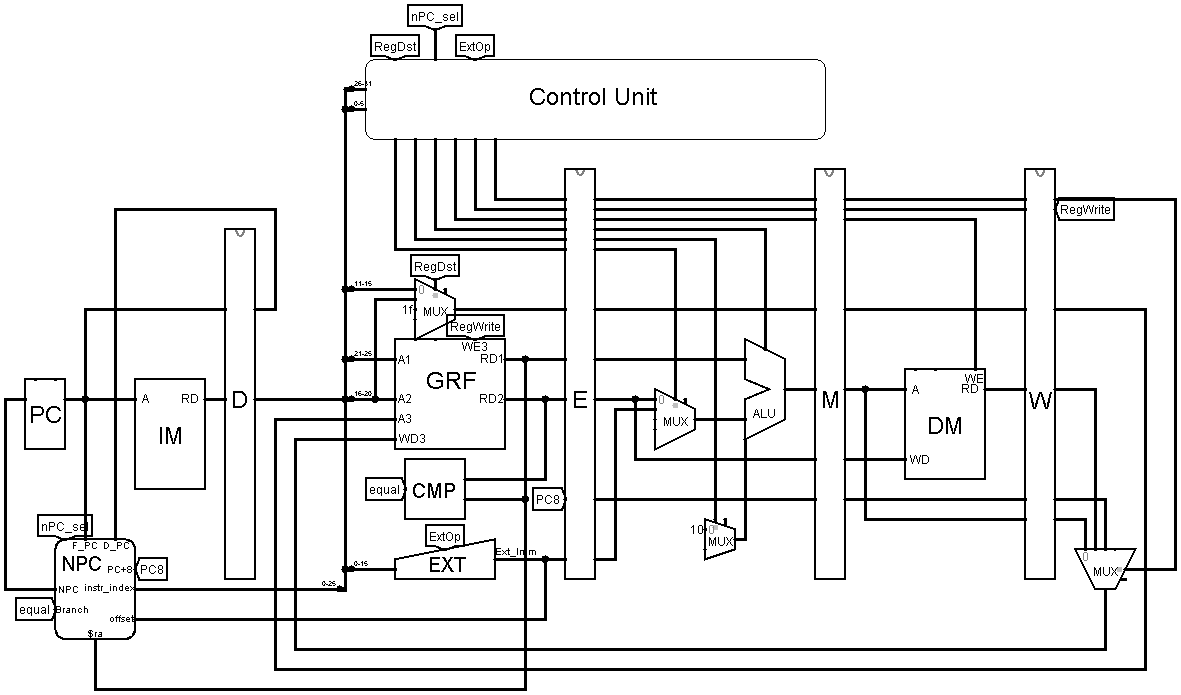 nPC_sel
RegDst
ExtOp
Control Unit
26-31
0-5
RegWrite
RegDst
11-15
0
MUX
1f
RegWrite
WE3
21-25
A1
RD1
GRF
16-20
A2
RD2
A3
WD3
PC
A
RD
IM
D
E
0
MUX
ALU
M
A
WE
RD
DM
WD
W
equal
CMP
PC8
ExtOp
EXT
Ext_Imm
0-15
10
0
MUX
0
MUX
nPC_sel
F_PC
D_PC
NPC
PC+8
PC8
NPC
instr_index
0-25
equal
Branch
offset
$ra